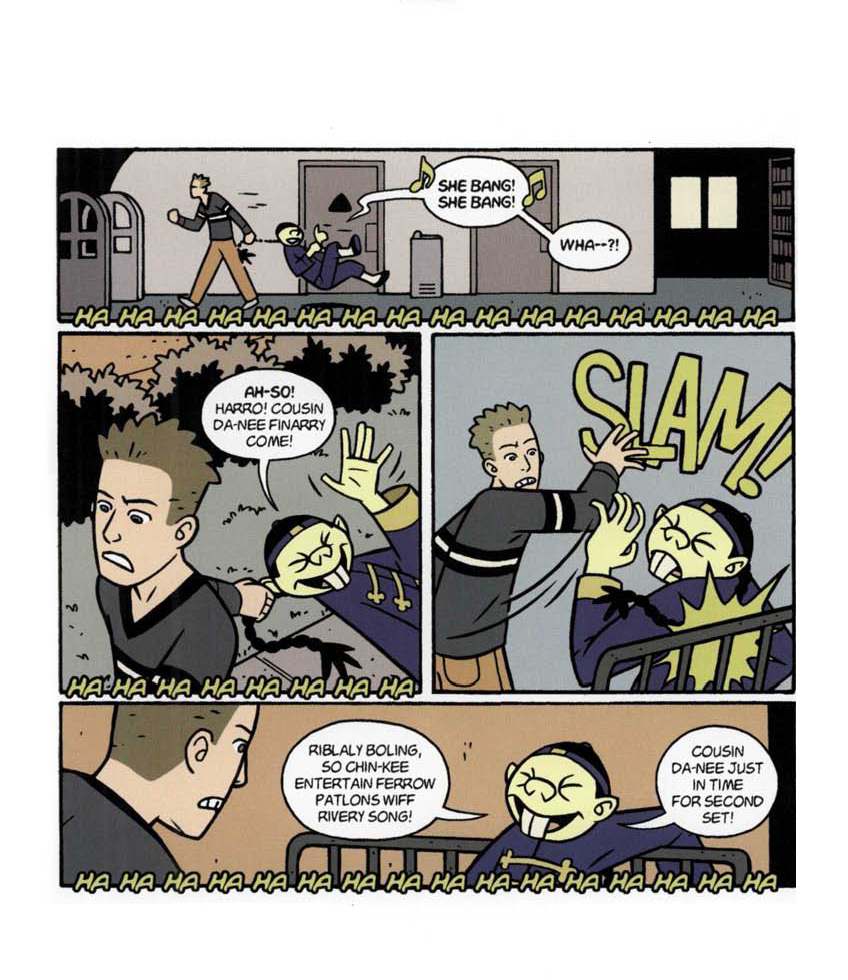 SHE BANG!
SHE BANG!
WHA--?!
HA HA HA HA HA HA HA HA HA HA HA HA HA HA HA HA
AH-SO!
HARRO! COUSIN
DA-NEE FINARRY
COME!
HA HA HA HA HA HA HA HA
SLAM!
RIBLALY BOLING,
SO CHIN-KEE
ENTERTAIN FERROW
PATLONS WIFF
RIVERY SONG!
COUSIN
DA-NEE JUST
IN TIME
FOR SECOND
SET!
HA HA HA HA HA HA HA HA HA HA HA HA HA HA HA HA